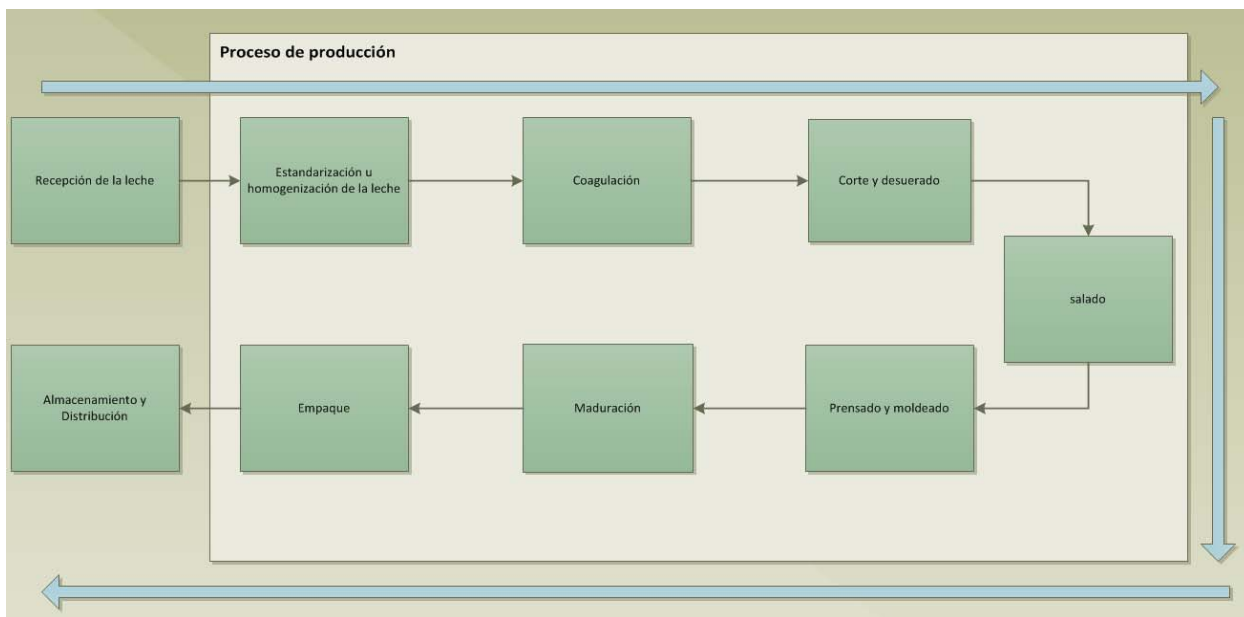 Proceso de producción
Recepción de la leche
Estandarización u
homogenización de la leche
Coagulación
Corte y desuerado
salado
Prensado y moldeado
Maduración
Empaque
Almacenamiento y
Distribución